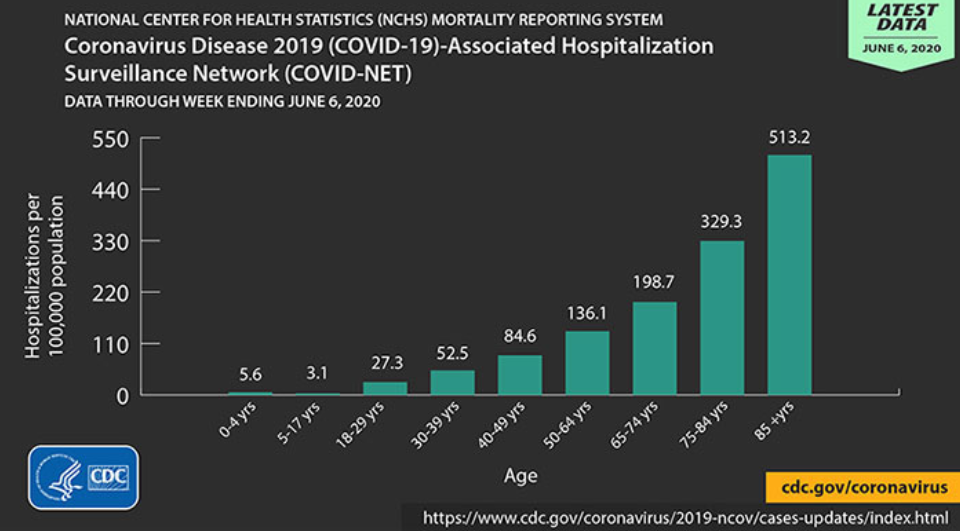 NATIONAL CENTER FOR HEALTH STATISTICS (NCHS) MORTALITY REPORTING SYSTEM
Coronavirus Disease 2019 (COVID-19)-Associated Hospitalization
Surveillance Network (COVID-NET)
DATA THROUGH WEEK ENDING JUNE 6, 2020
LATEST
DATA
JUNE 6, 2020
Hospitalizations per
100,000 population
550
440
330
220
110
0
5.6
3.1
27.3
52.5
84.6
136.1
198.7
329.3
513.2
0-4 yrs
5-17 yrs
18-29 yrs
30-39 yrs
40-49 yrs
50-64 yrs
65-74 yrs
75-84 yrs
85 +yrs
Age
CDC
cdc.gov/coronavirus
https://www.cdc.gov/coronavirus/2019-ncov/cases-updates/index.html